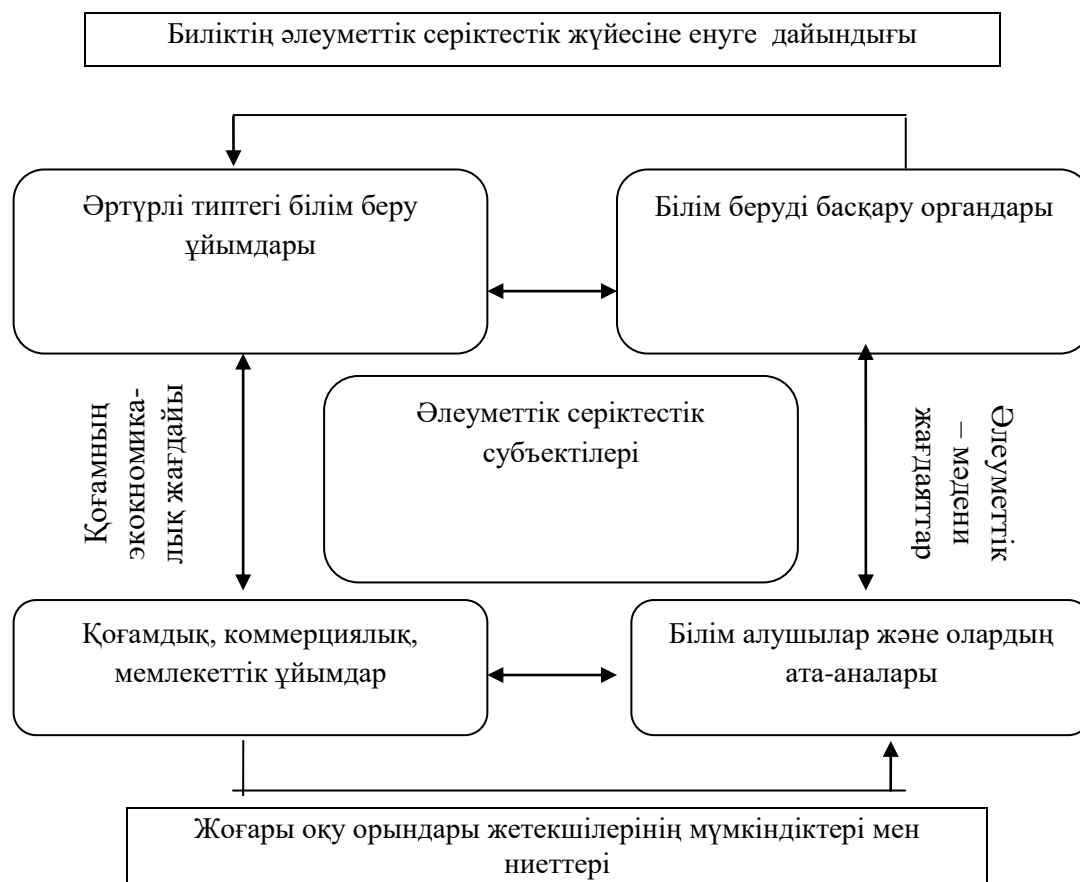 Биліктің әлеуметтік серіктестік жүйесіне енуге дайындығы
Әртүрлі типтегі білім беру
ұйымдары
Білім беруді басқару органдары
Қоғамның
экокномика-
лық жағдайы
Әлеуметтік серіктестік
субъектілері
Әлеуметтік
– мәдени
жағдаяттар
Қоғамдық, коммерциялық,
мемлекеттік ұйымдар
Білім алушылар және олардың
ата-аналары
Жоғары оқу орындары жетекшілерінің мүмкіндіктері мен
ниеттері